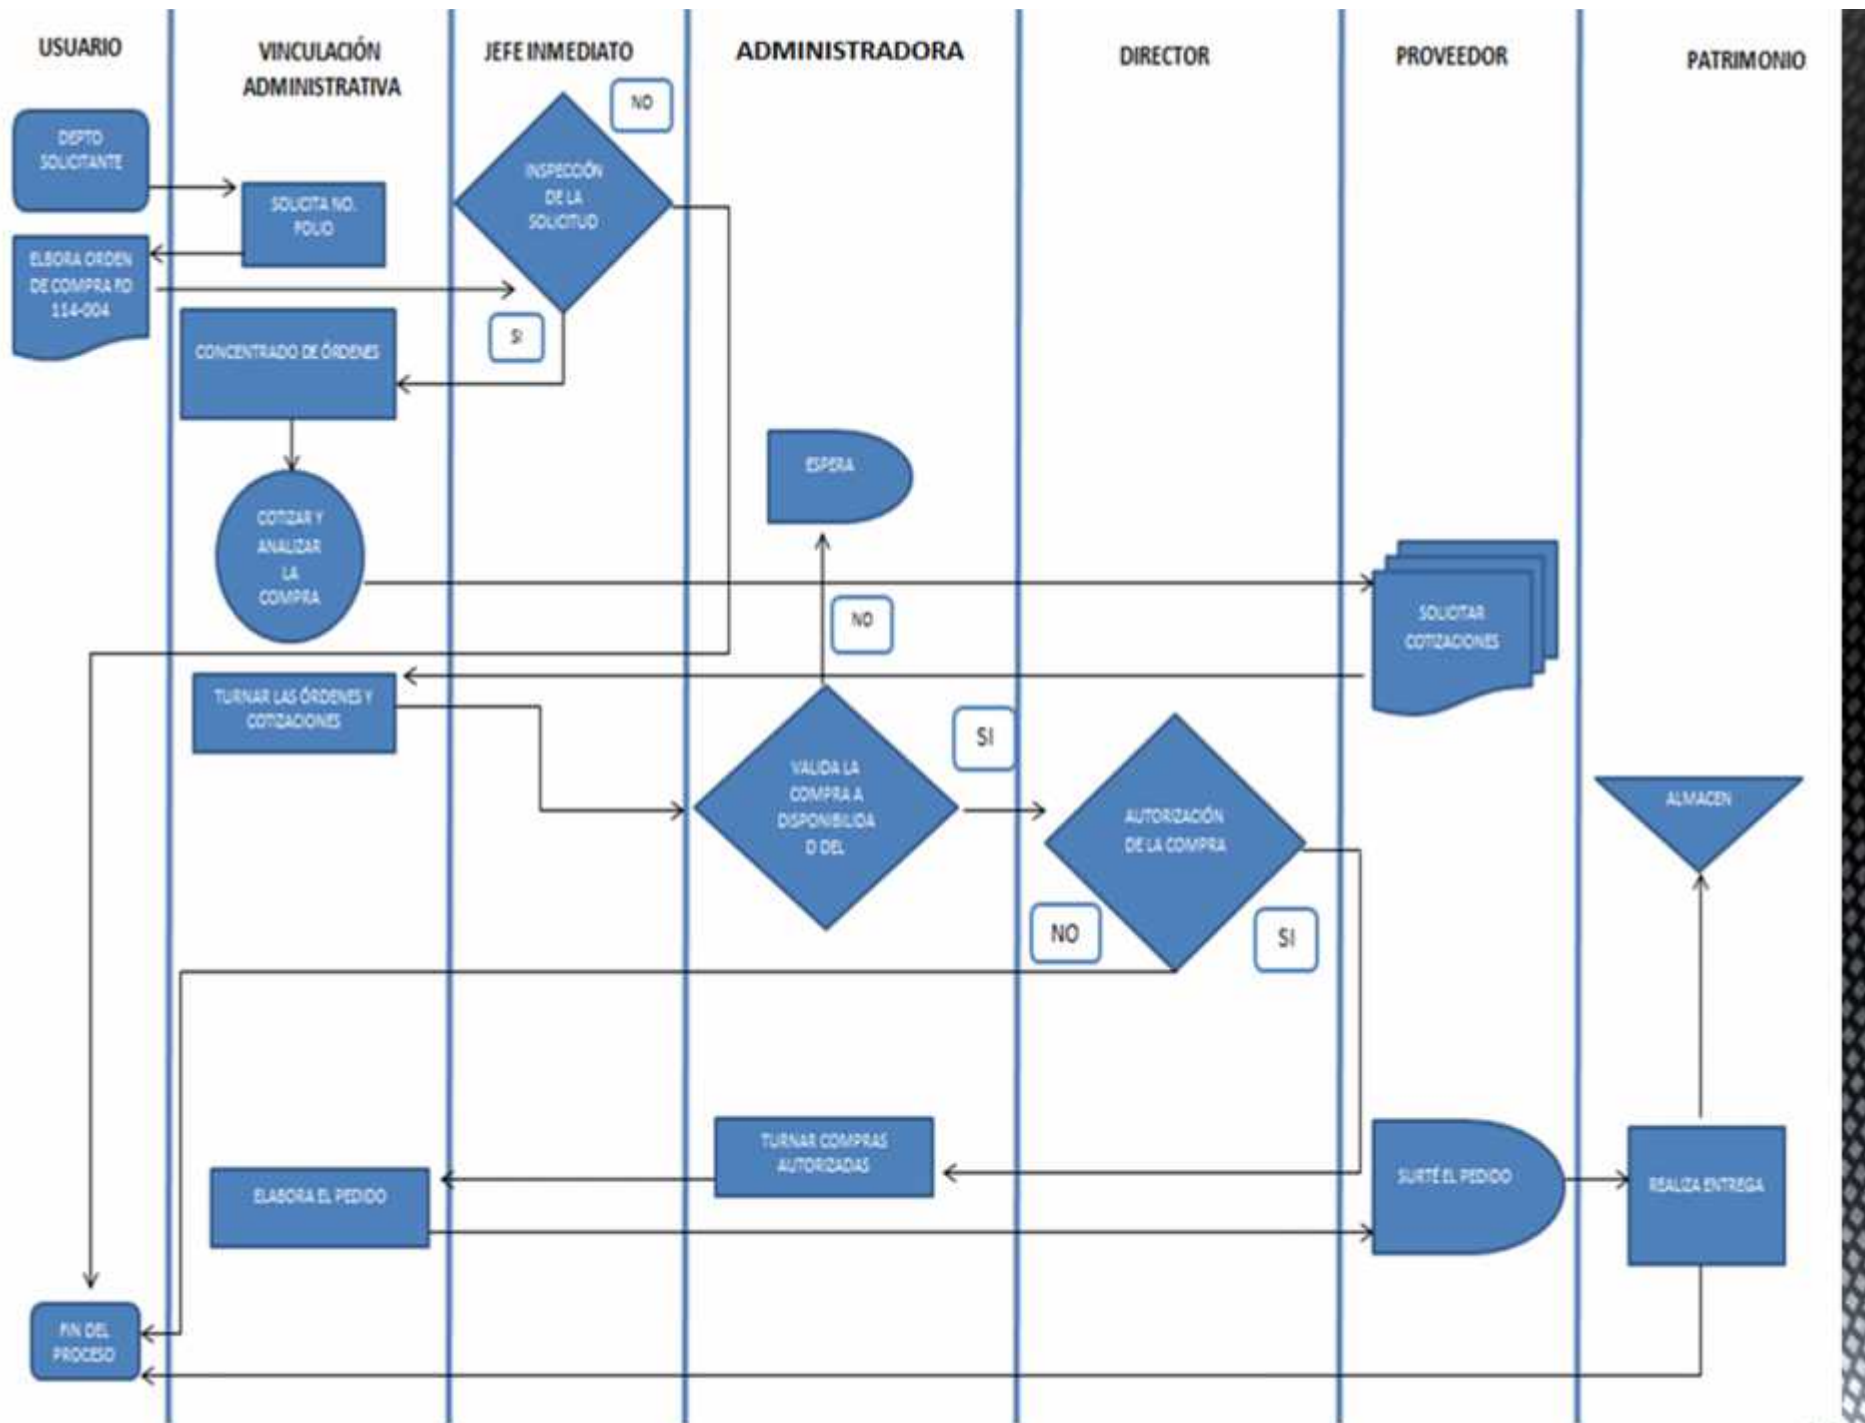 USUARIO
VINCULACIÓN
ADMINISTRATIVA
JEFE INMEDIATO
ADMINISTRADORA
DIRECTOR
PROVEEDOR
PATRIMONIO
DEPTO
SOLICITANTE
SOLICITA NO.
FOLIO
ELBORA ORDEN
DE COMPRA RD
114-004
INSPECCIÓN
DE LA
SOLICITUD
NO
SI
CONCENTRADO DE ÓRDENES
COTIZAR Y
ANALIZAR
LA
COMPRA
ESPERA
NO
SOLICITAR
COTIZACIONES
TURNAR LAS ÓRDENES Y
COTIZACIONES
VALIDA LA
COMPRA A
DISPONIBILIDA
D DEL
SI
AUTORIZACIÓN
DE LA COMPRA
NO
SI
ALMACEN
TURNAR COMPRAS
AUTORIZADAS
ELABORA EL PEDIDO
SURTÉ EL PEDIDO
REALIZA ENTREGA
FIN DEL
PROCESO